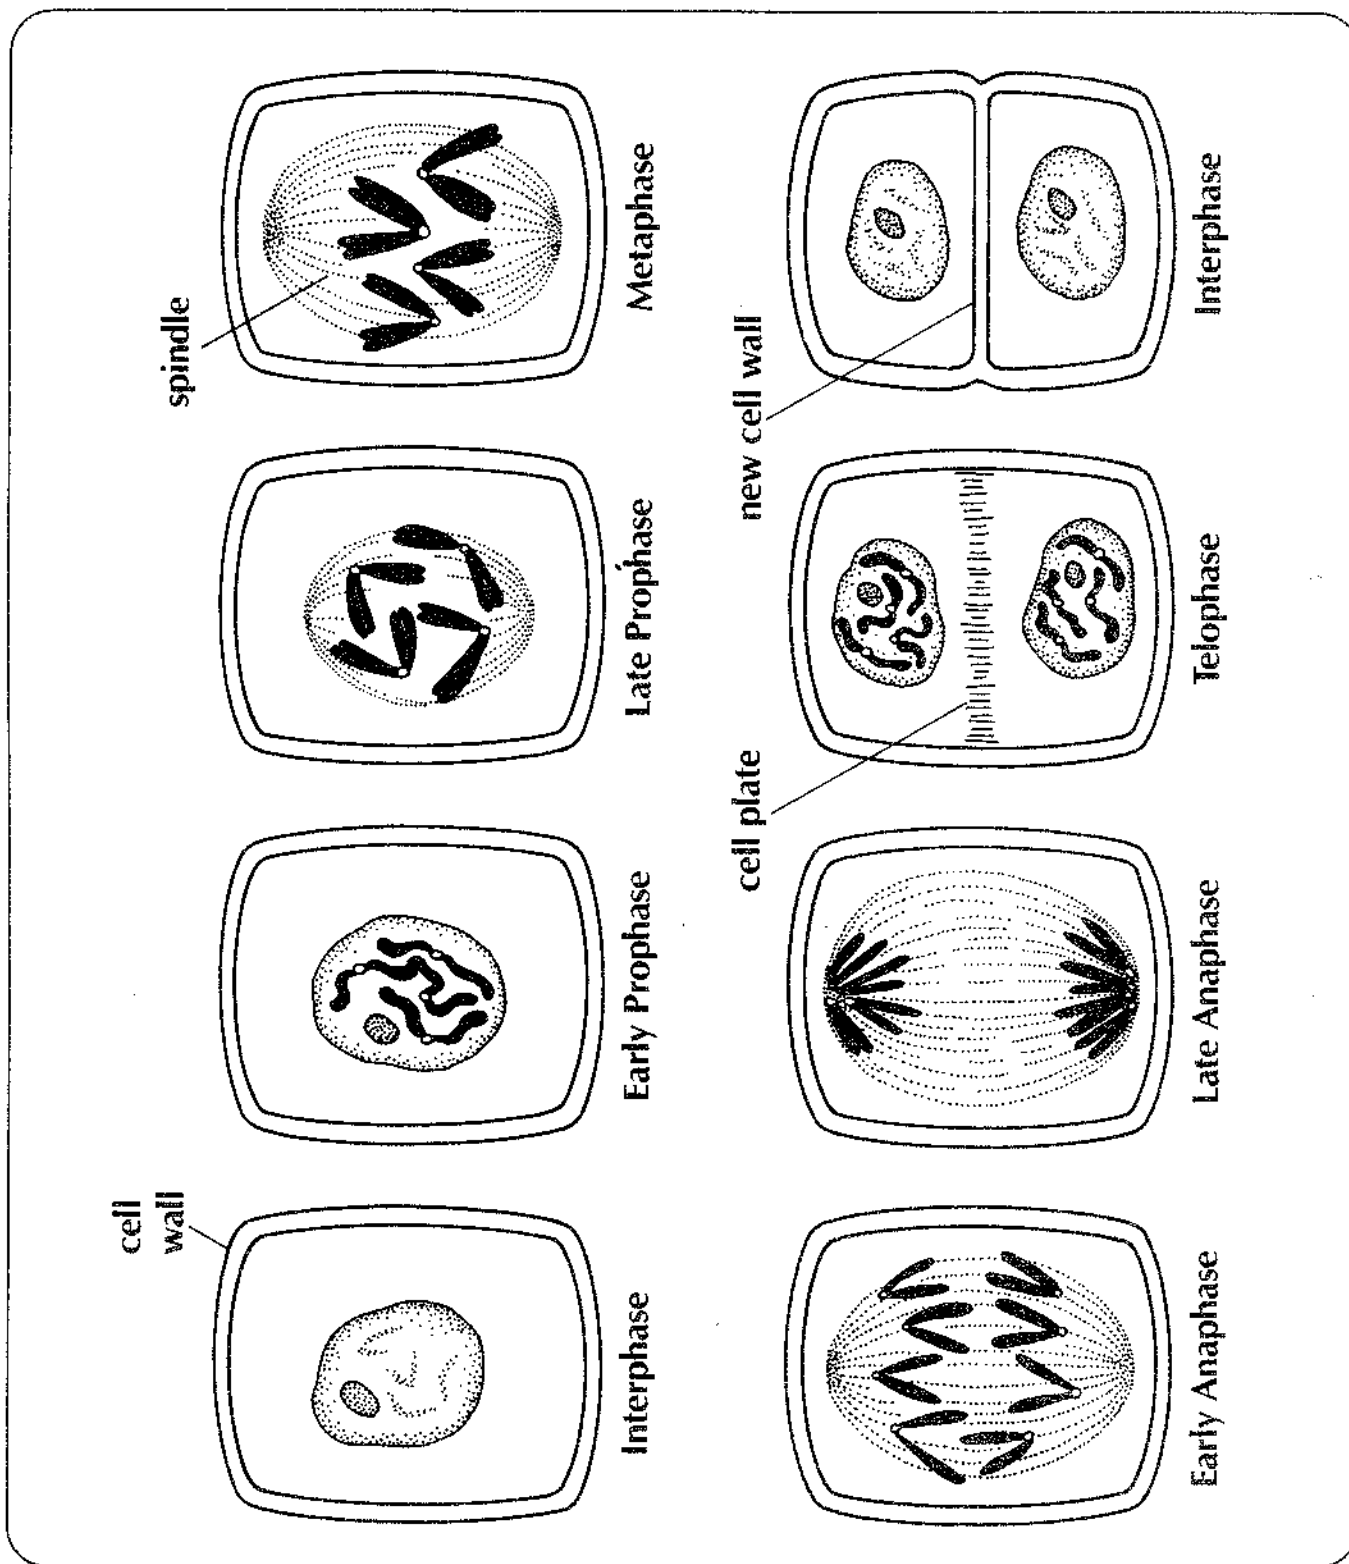 cell
wall
spindle
Interphase
Early Prophase
Late Prophase
Metaphase
cell plate
new cell wall
Early Anaphase
Late Anaphase
Telophase
Interphase